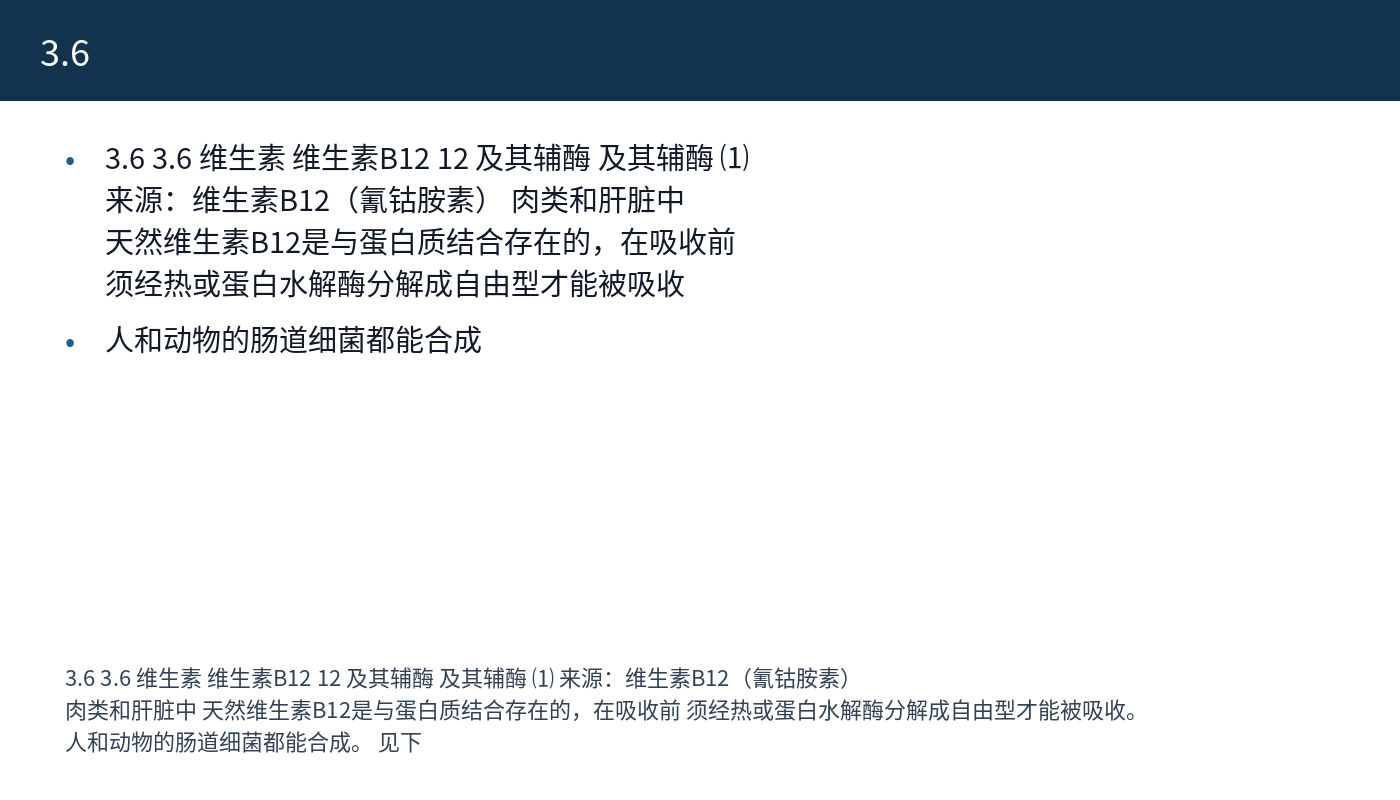 3.6
• 3.6 3.6 维生素 维生素B12 12 及其辅酶 及其辅酶 ⑴
来源：维生素B12（氰钴胺素） 肉类和肝脏中
天然维生素B12是与蛋白质结合存在的，在吸收前
须经热或蛋白水解酶分解成自由型才能被吸收
• 人和动物的肠道细菌都能合成
3.6 3.6 维生素 维生素B12 12 及其辅酶 及其辅酶 ⑴ 来源：维生素B12（氰钴胺素）
肉类和肝脏中 天然维生素B12是与蛋白质结合存在的，在吸收前 须经热或蛋白水解酶分解成自由型才能被吸收。
人和动物的肠道细菌都能合成。 见下